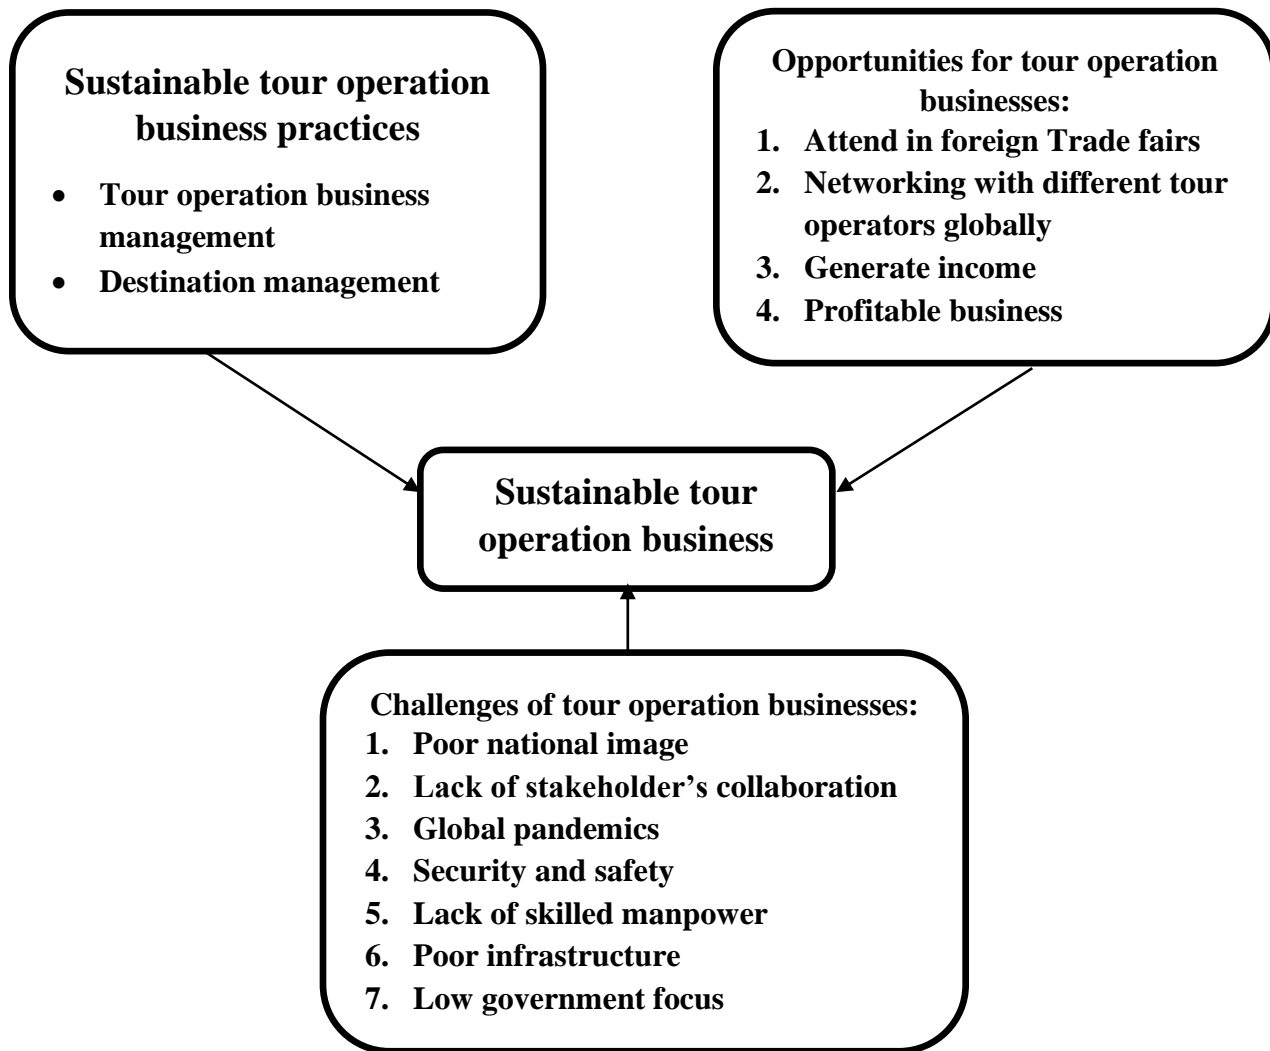 Sustainable tour operation
business practices
• Tour operation business
management
• Destination management
Opportunities for tour operation
businesses:
1. Attend in foreign Trade fairs
2. Networking with different tour
operators globally
3. Generate income
4. Profitable business
Sustainable tour
operation business
Challenges of tour operation businesses:
1. Poor national image
2. Lack of stakeholder’s collaboration
3. Global pandemics
4. Security and safety
5. Lack of skilled manpower
6. Poor infrastructure
7. Low government focus